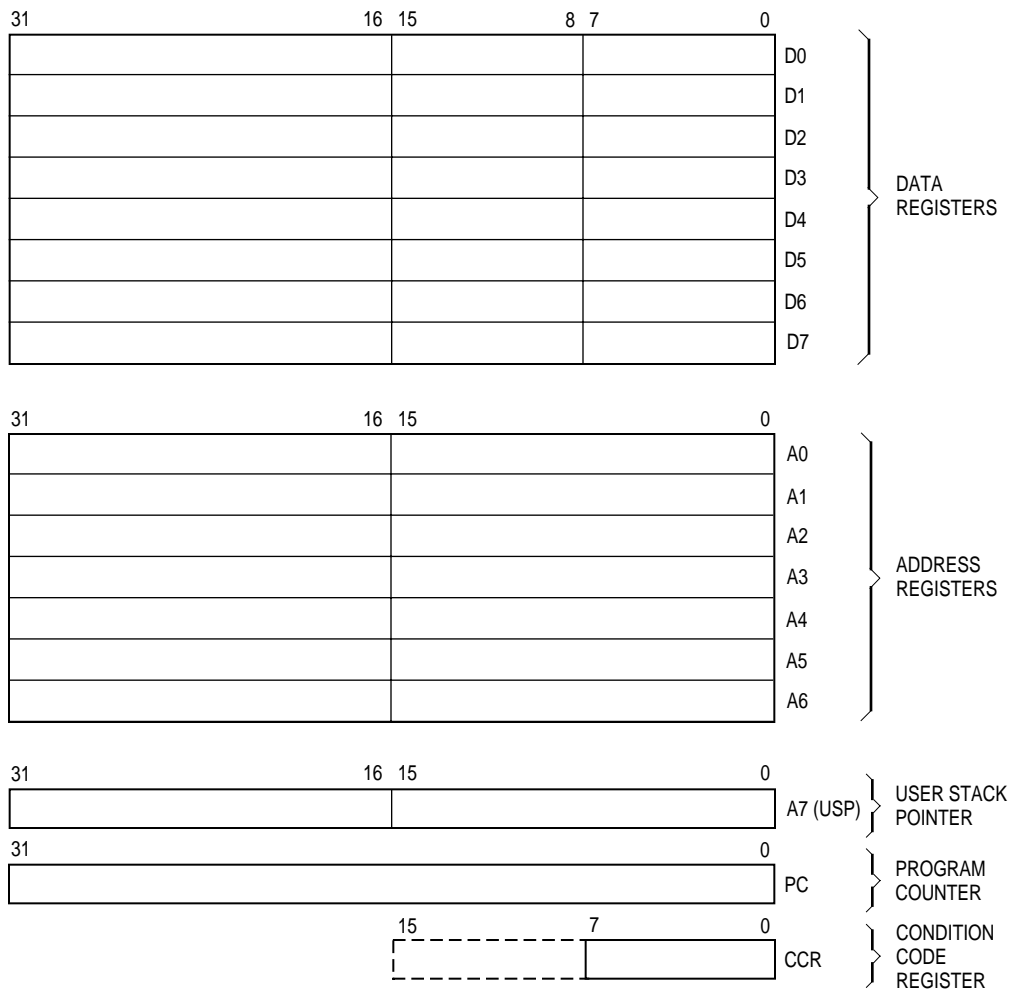 31 16 15 8 7 0
D0
D1
D2
D3
D4
D5
D6
D7
DATA
REGISTERS
31 16 15 0
A0
A1
A2
A3
A4
A5
A6
ADDRESS
REGISTERS
31 16 15 0
A7 (USP)
USER STACK
POINTER
31 0
PC
PROGRAM
COUNTER
15 7 0
CCR
CONDITION
CODE
REGISTER